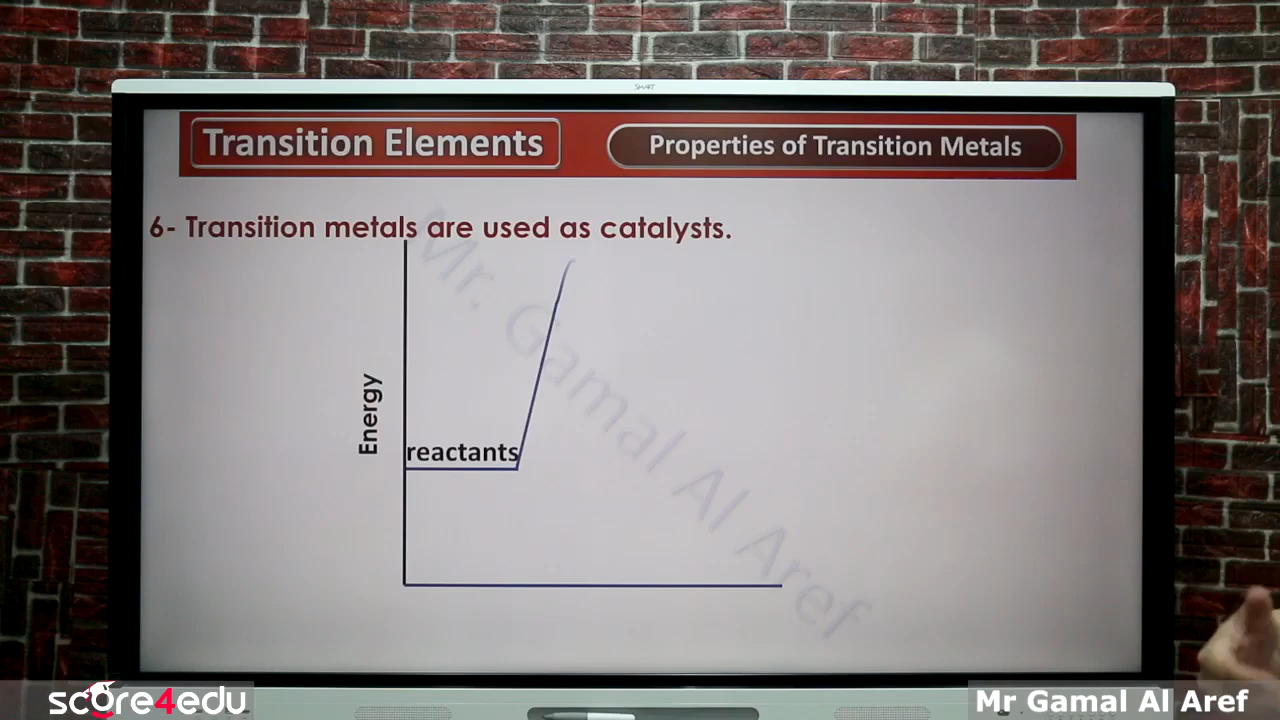 SMART
Transition Elements
Properties of Transition Metals
6- Transition metals are used as catalysts.
Energy
reactants
Mr. Gamal Al Aref
score4edu
Mr Gamal Al Aref